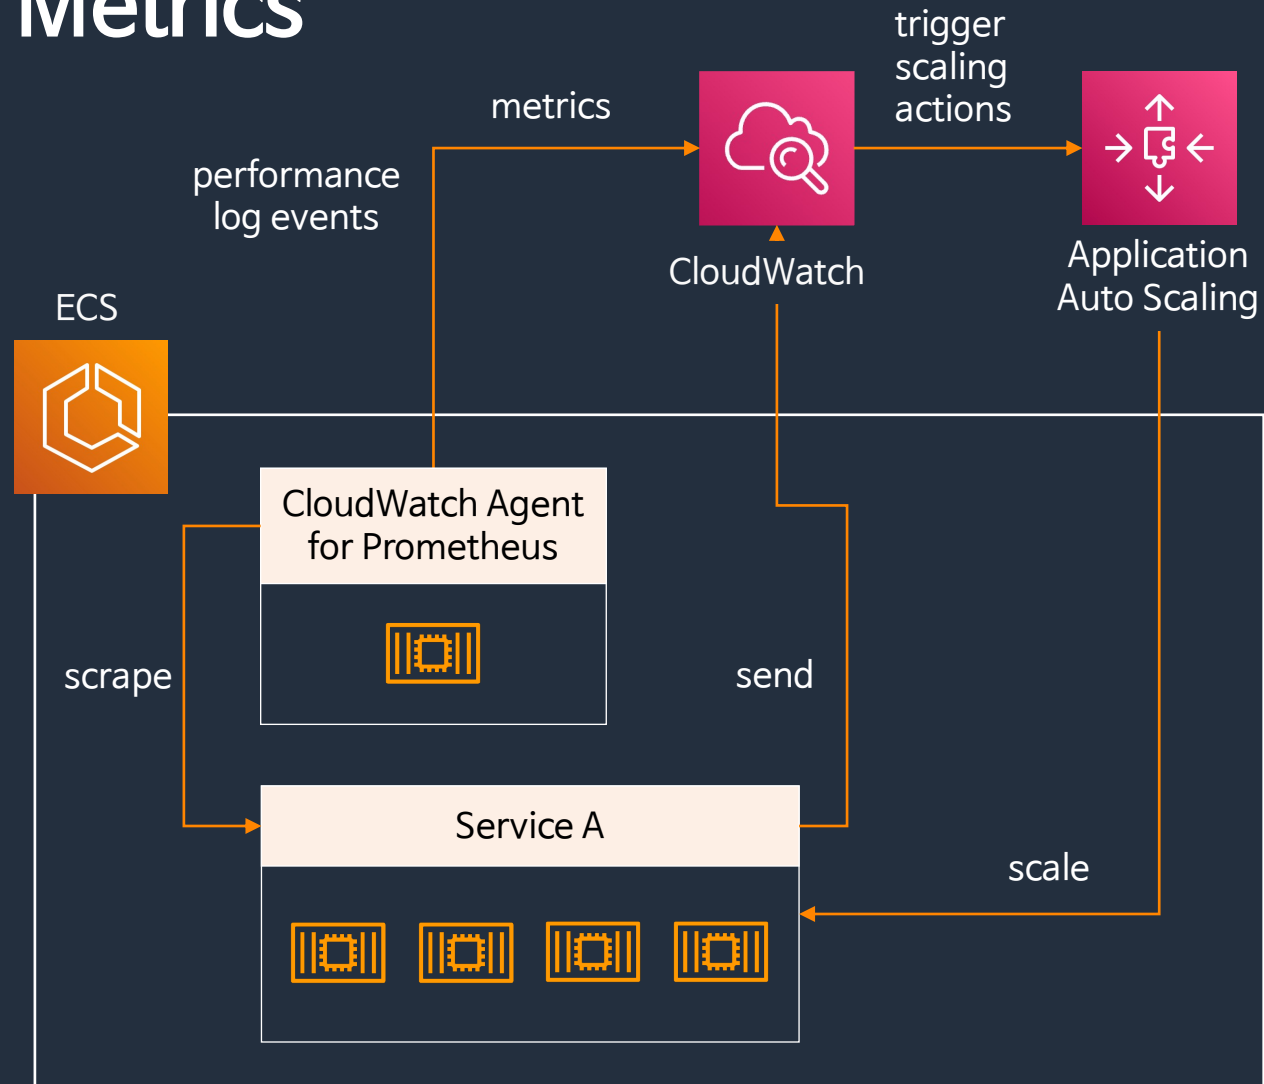 Metrics
trigger
scaling
actions
metrics
performance
log events
CloudWatch
Application
Auto Scaling
ECS
CloudWatch Agent
for Prometheus
scrape
send
Service A
scale